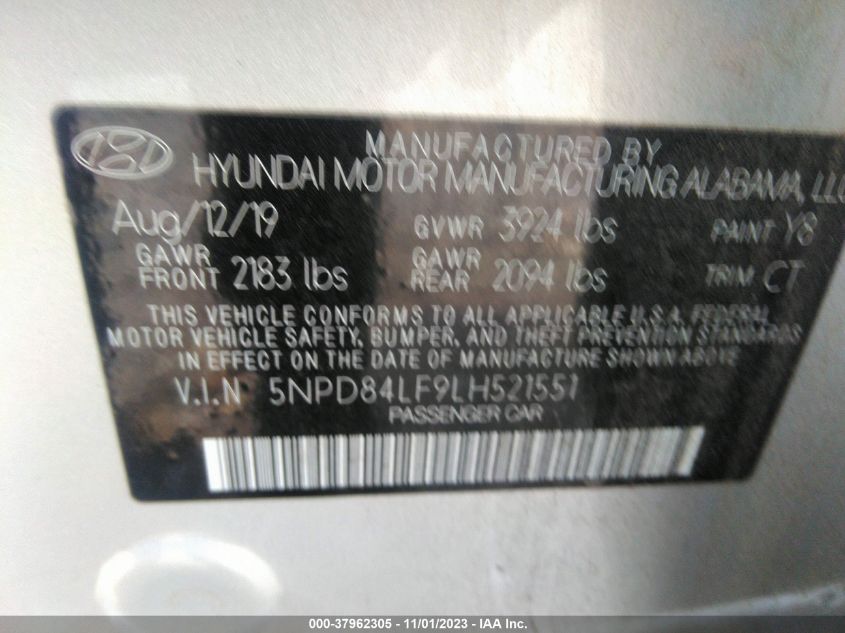 MANUFACTURED BY
HYUNDAI MOTOR MANUFACTURING ALABAMA, LLC
Aug/12/19 GVWR 3924 lbs PAINT Y8
GAWR FRONT 2183 lbs GAWR REAR 2094 lbs TRIM CT
THIS VEHICLE CONFORMS TO ALL APPLICABLE U.S.A. FEDERAL
MOTOR VEHICLE SAFETY, BUMPER, AND THEFT PREVENTION STANDARDS
IN EFFECT ON THE DATE OF MANUFACTURE SHOWN ABOVE.
V.I.N 5NPD84LF9LH521551
PASSENGER CAR
000-37962305 - 11/01/2023 - IAA Inc.